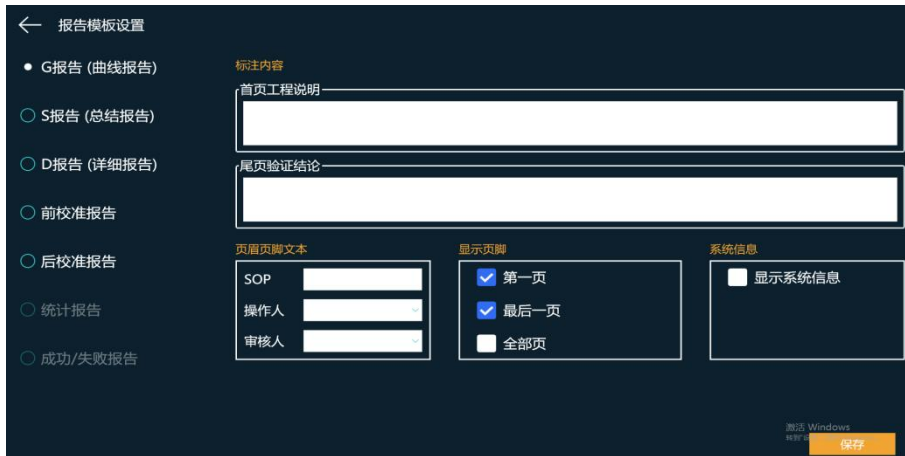 报告模板设置
G报告 (曲线报告)
S报告 (总结报告)
D报告 (详细报告)
前校准报告
后校准报告
统计报告
成功/失败报告
标注内容
首页工程说明
尾页验证结论
页眉页脚文本
SOP
操作人
审核人
显示页脚
第一页
最后一页
全部页
系统信息
显示系统信息
激活 Windows
转到"设
保存